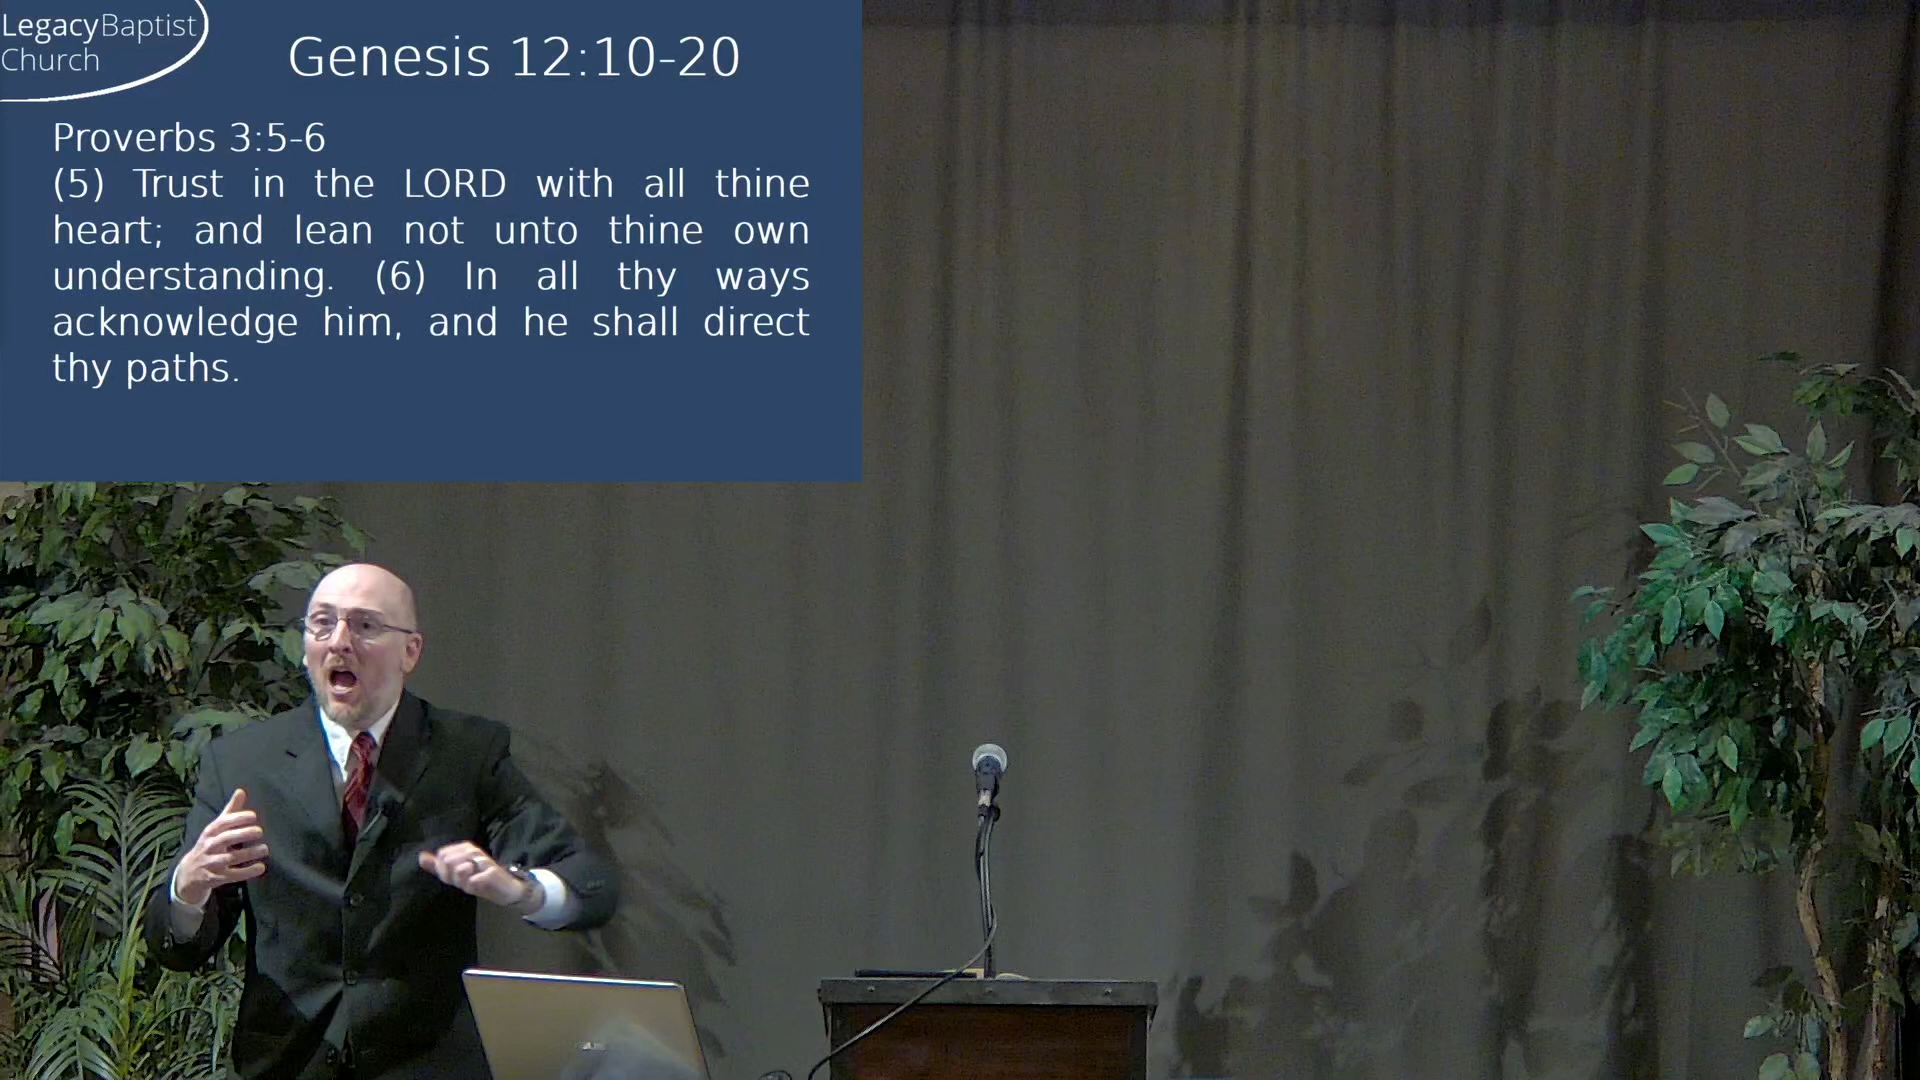 LegacyBaptist
Church
Genesis 12:10-20
Proverbs 3:5-6
(5) Trust in the LORD with all thine
heart; and lean not unto thine own
understanding. (6) In all thy ways
acknowledge him, and he shall direct
thy paths.